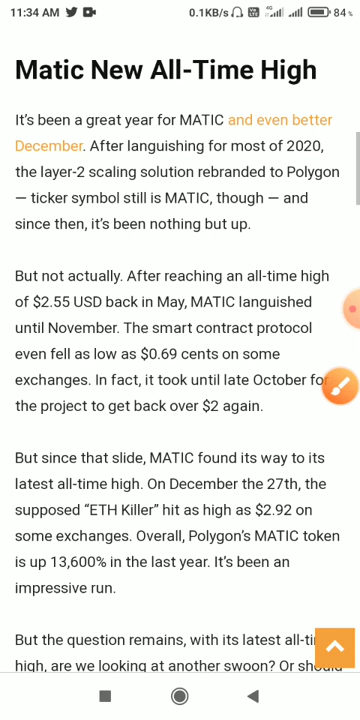 11:34 AM 0.1KB/s 4G 84%
Matic New All-Time High
It's been a great year for MATIC and even better
December. After languishing for most of 2020,
the layer-2 scaling solution rebranded to Polygon
— ticker symbol still is MATIC, though — and
since then, it's been nothing but up.
But not actually. After reaching an all-time high
of $2.55 USD back in May, MATIC languished
until November. The smart contract protocol
even fell as low as $0.69 cents on some
exchanges. In fact, it took until late October for
the project to get back over $2 again.
But since that slide, MATIC found its way to its
latest all-time high. On December the 27th, the
supposed “ETH Killer” hit as high as $2.92 on
some exchanges. Overall, Polygon's MATIC token
is up 13,600% in the last year. It's been an
impressive run.
But the question remains, with its latest all-time
high, are we looking at another swoon? Or should